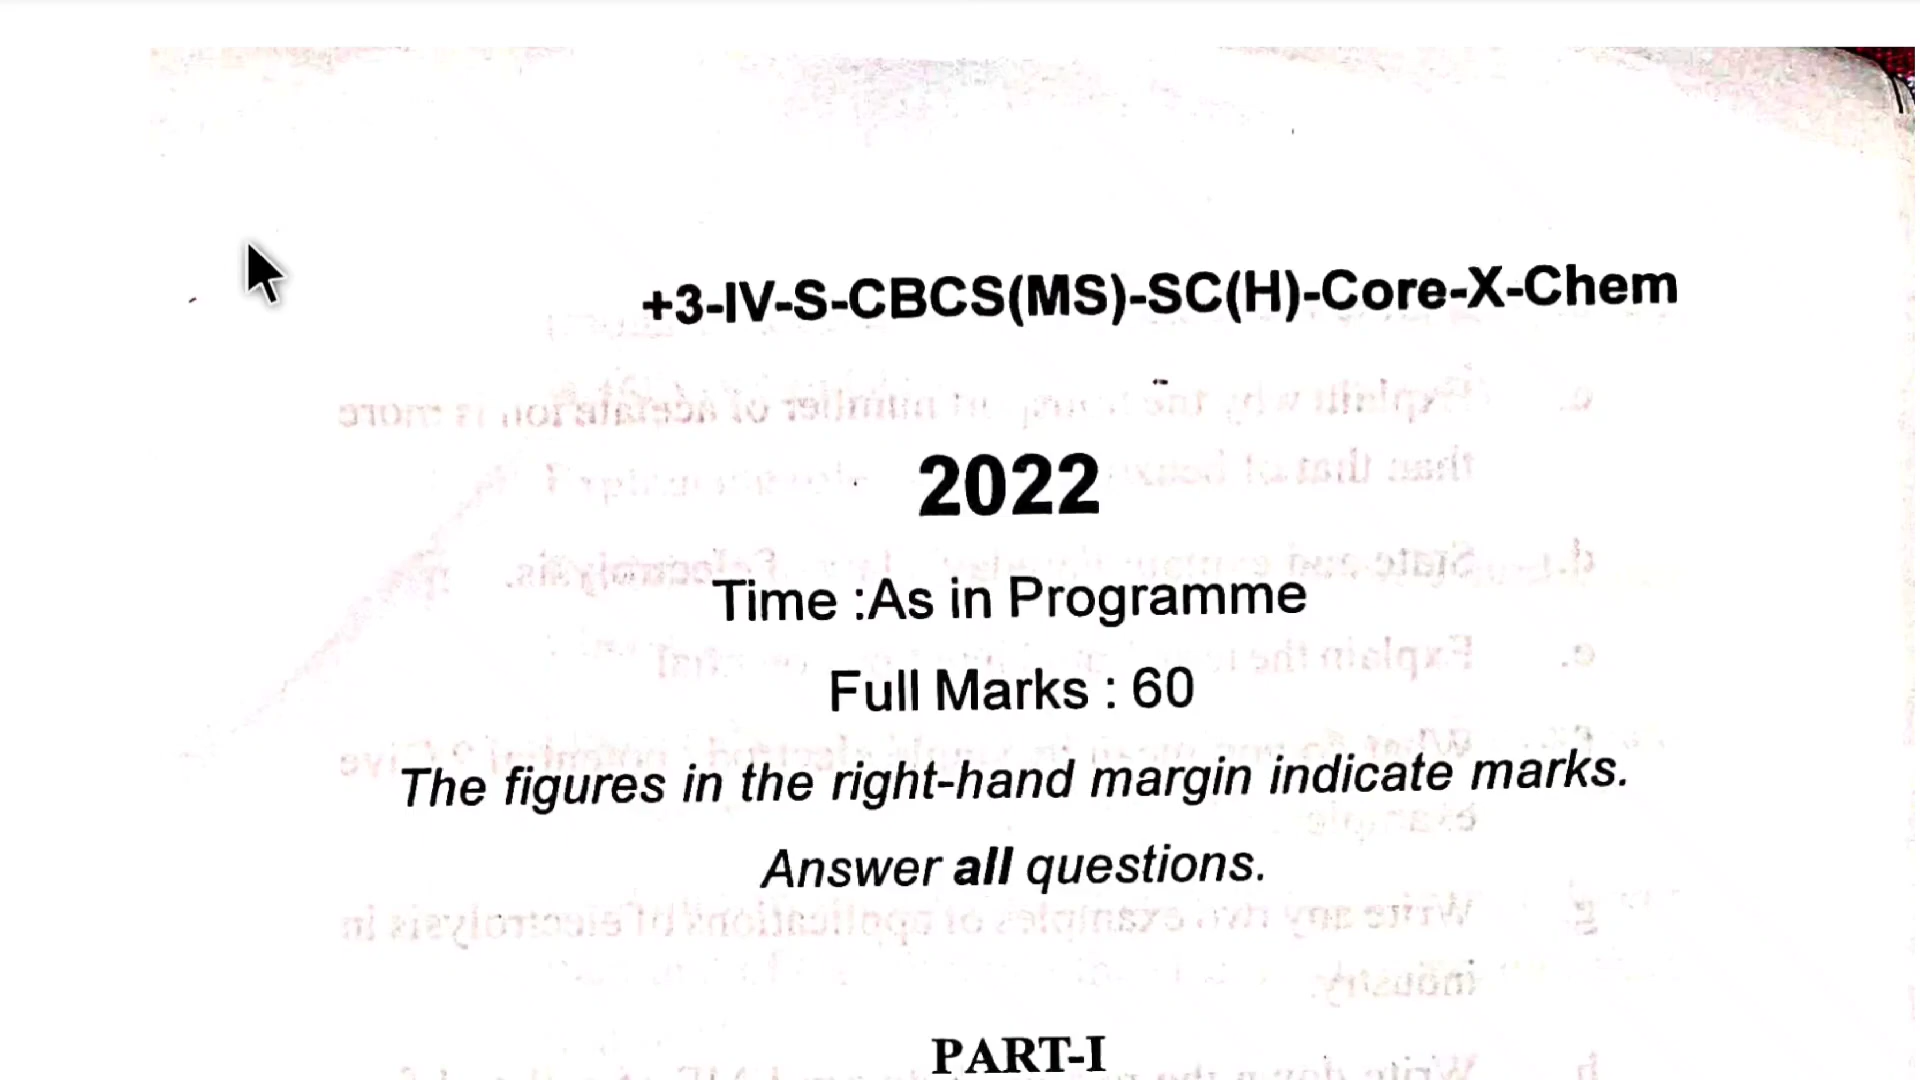 +3-IV-S-CBCS(MS)-SC(H)-Core-X-Chem
2022
Time :As in Programme
Full Marks : 60
The figures in the right-hand margin indicate marks.
Answer all questions.
PART-I